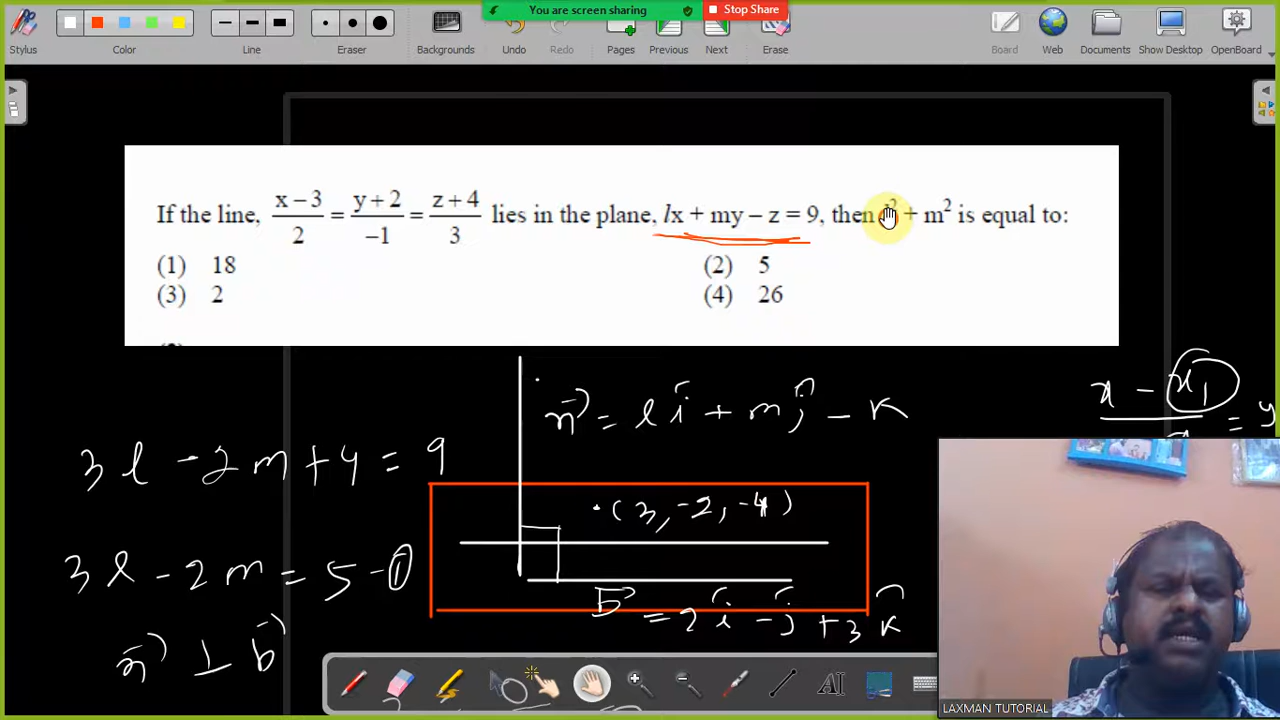 You are screen sharing
Stop Share
Stylus Color Line Eraser Backgrounds Undo Redo Pages Previous Next Erase Board Web Documents Show Desktop OpenBoard
If the line, (x – 3)/2 = (y + 2)/–1 = (z + 4)/3 lies in the plane, lx + my – z = 9, then + m² is equal to:
(1) 18 (2) 5
(3) 2 (4) 26
n⃗ = l î + m ĵ - k
x - x₁
= y
3l - 2m + 4 = 9
. (3, -2, -4)
3l - 2m = 5 - ①
b⃗ = 2 î - ĵ + 3 k̂
n⃗ ⊥ b⃗
LAXMAN TUTORIAL